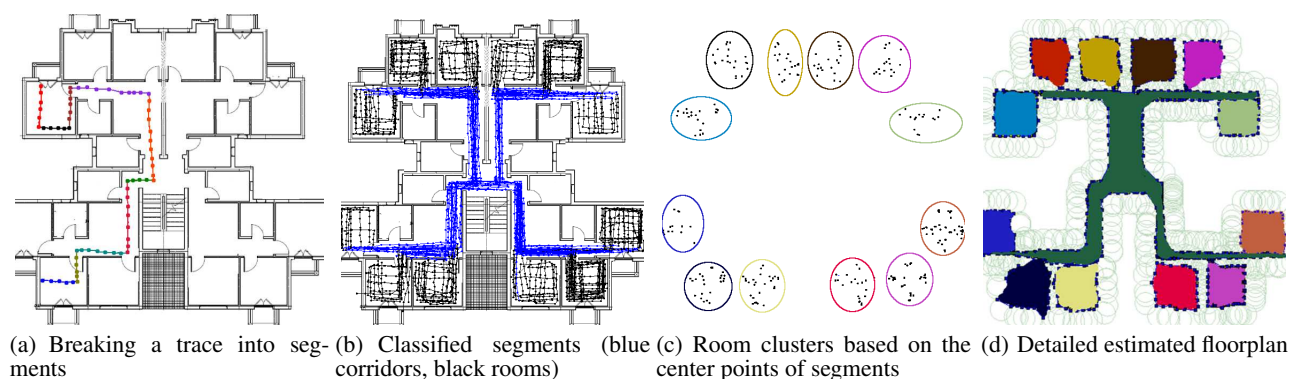 (a) Breaking a trace into seg-
ments
(b) Classified segments (blue
corridors, black rooms)
(c) Room clusters based on the
center points of segments
(d) Detailed estimated floorplan